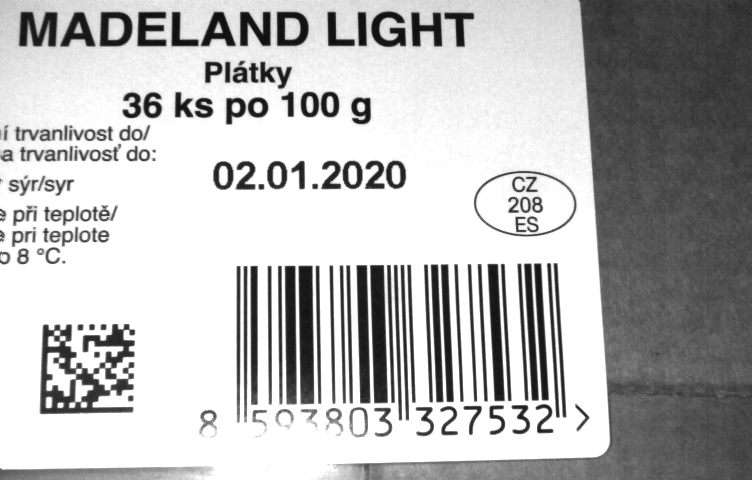 MADELAND LIGHT
Plátky
36 ks po 100 g
í trvanlivost do/
a trvanlivosť do:
02.01.2020
sýr/syr
CZ
208
ES
při teplotě/
pri teplote
8 °C.
8 593803 327532 >